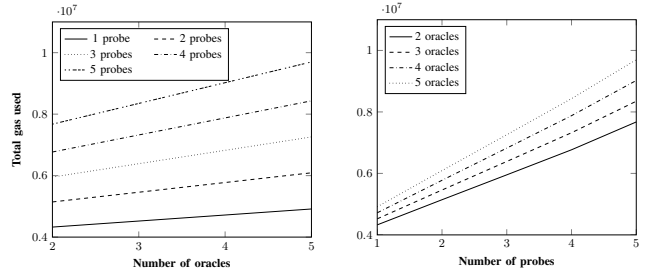 ·10⁷
1 probe 2 probes
3 probes 4 probes
5 probes
1
0.8
0.6
0.4
Total gas used
2 3 4 5
Number of oracles
·10⁷
2 oracles
3 oracles
4 oracles
5 oracles
1
0.8
0.6
0.4
1 2 3 4 5
Number of probes